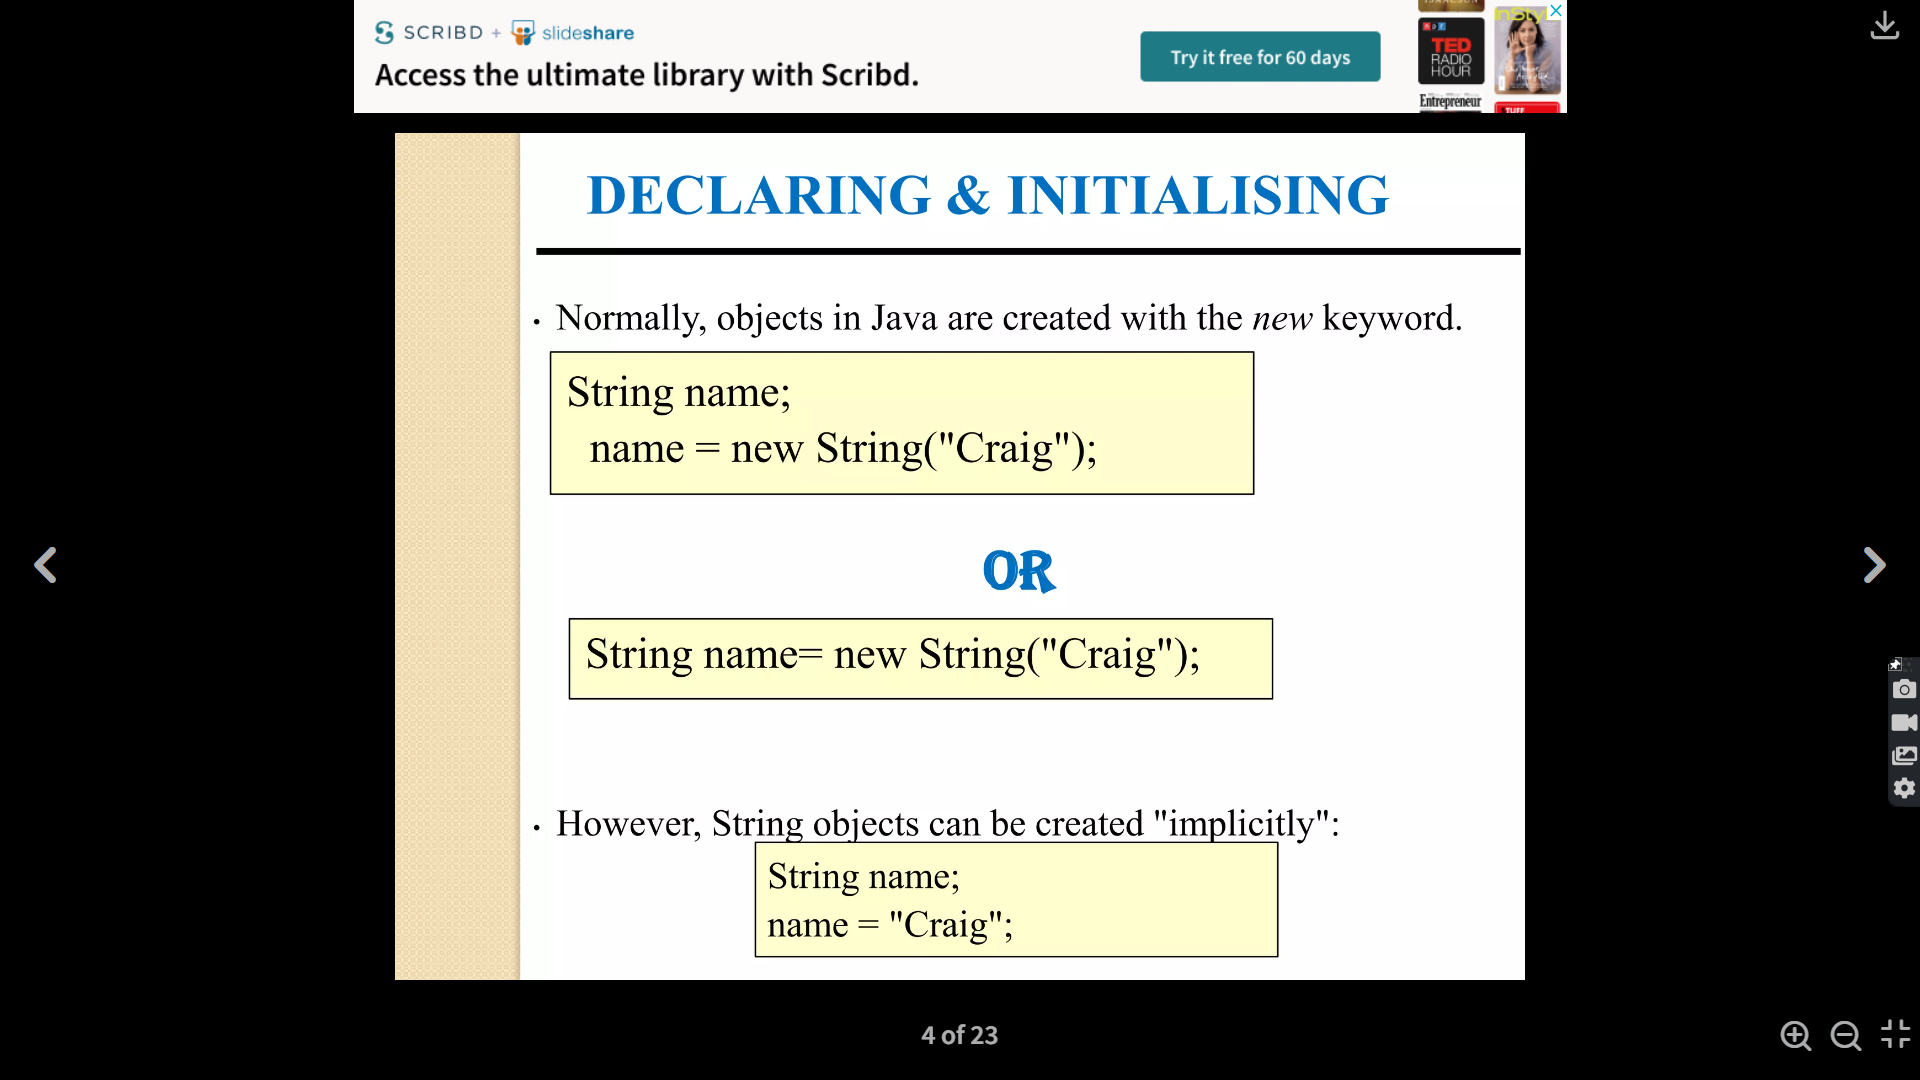 SCRIBD + slideshare
Access the ultimate library with Scribd.
Try it free for 60 days
TED
RADIO
HOUR
InStyl
Entrepreneur
DECLARING & INITIALISING
• Normally, objects in Java are created with the new keyword.
String name;
name = new String("Craig");
OR
String name= new String("Craig");
• However, String objects can be created "implicitly":
String name;
name = "Craig";
4 of 23